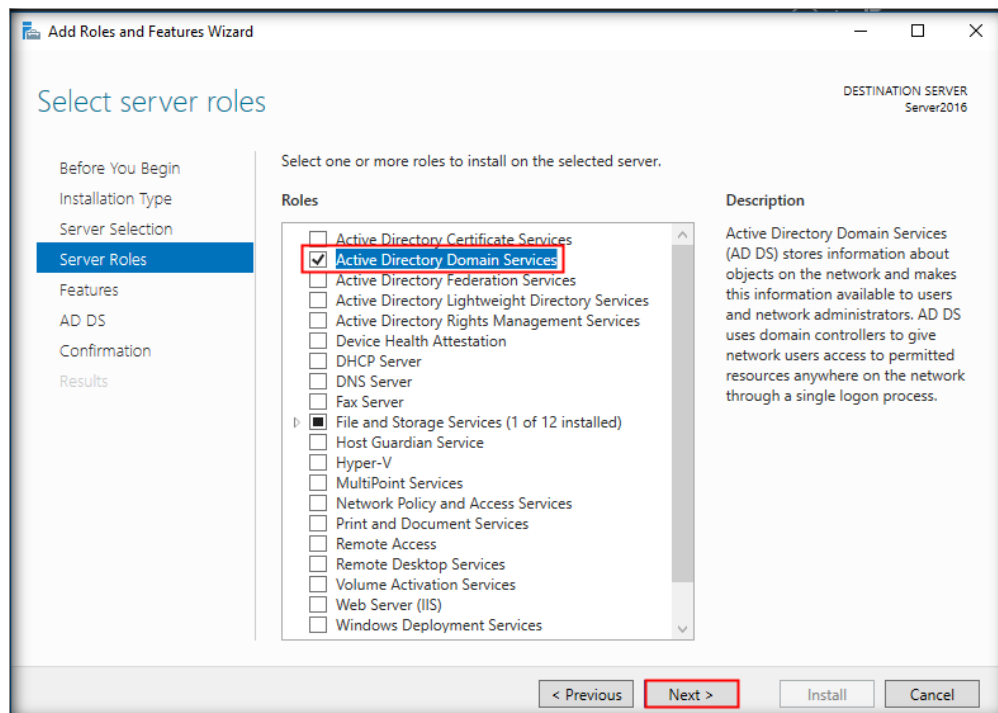 Add Roles and Features Wizard
Select server roles
DESTINATION SERVER
Server2016
Before You Begin
Installation Type
Server Selection
Server Roles
Features
AD DS
Confirmation
Results
Select one or more roles to install on the selected server.
Roles
Active Directory Certificate Services
Active Directory Domain Services
Active Directory Federation Services
Active Directory Lightweight Directory Services
Active Directory Rights Management Services
Device Health Attestation
DHCP Server
DNS Server
Fax Server
File and Storage Services (1 of 12 installed)
Host Guardian Service
Hyper-V
MultiPoint Services
Network Policy and Access Services
Print and Document Services
Remote Access
Remote Desktop Services
Volume Activation Services
Web Server (IIS)
Windows Deployment Services
Description
Active Directory Domain Services
(AD DS) stores information about
objects on the network and makes
this information available to users
and network administrators. AD DS
uses domain controllers to give
network users access to permitted
resources anywhere on the network
through a single logon process.
< Previous
Next >
Install
Cancel